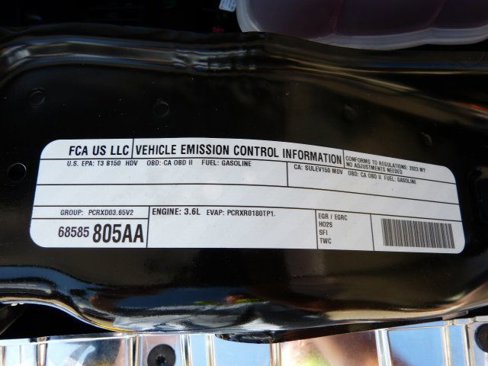 FCA US LLC VEHICLE EMISSION CONTROL INFORMATION CONFORMS TO REGULATIONS: 2023 MY
NO ADJUSTMENTS NEEDED
U.S. EPA: T3 B150 HDV OBD: CA OBD II FUEL: GASOLINE CA: SULEV150 MDV OBD: CA OBD II FUEL: GASOLINE
GROUP: PCRXD03.65V2 ENGINE: 3.6L EVAP: PCRXR0180TP1.
68585 805AA
EGR / EGRC
HO2S
SFI
TWC